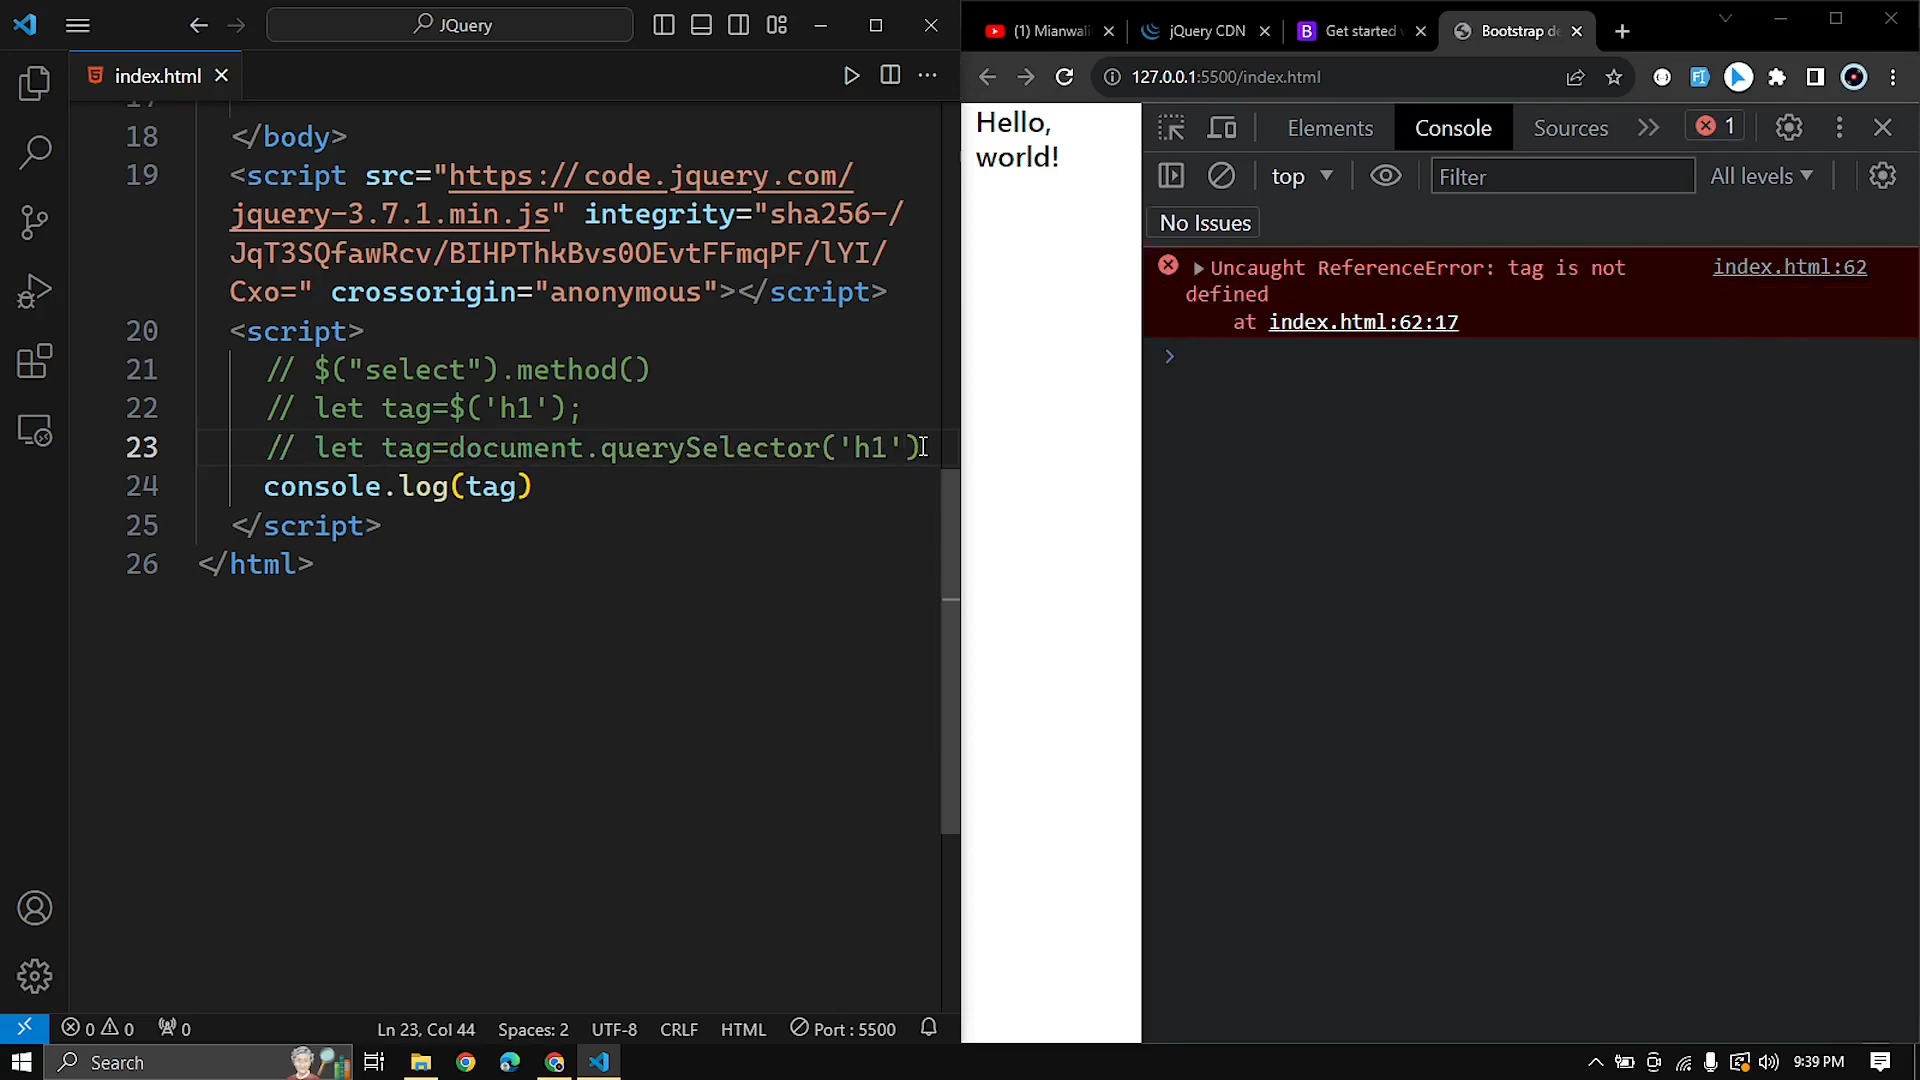 JQuery
index.html
17
18 </body>
19 <script src="https://code.jquery.com/
jquery-3.7.1.min.js" integrity="sha256-/
JqT3SQfawRcv/BIHPThkBvs0OEvtFFmqPF/lYI/
Cxo=" crossorigin="anonymous"></script>
20 <script>
21 // $("select").method()
22 // let tag=$('h1');
23 // let tag=document.querySelector('h1')
24 console.log(tag)
25 </script>
26 </html>
0 0 0
Ln 23, Col 44 Spaces: 2 UTF-8 CRLF HTML Port : 5500
(1) Mianwali jQuery CDN Get started Bootstrap de
127.0.0.1:5500/index.html
Hello,
world!
Elements Console Sources 1
top Filter All levels
No Issues
Uncaught ReferenceError: tag is not index.html:62
defined
at index.html:62:17
Search
9:39 PM